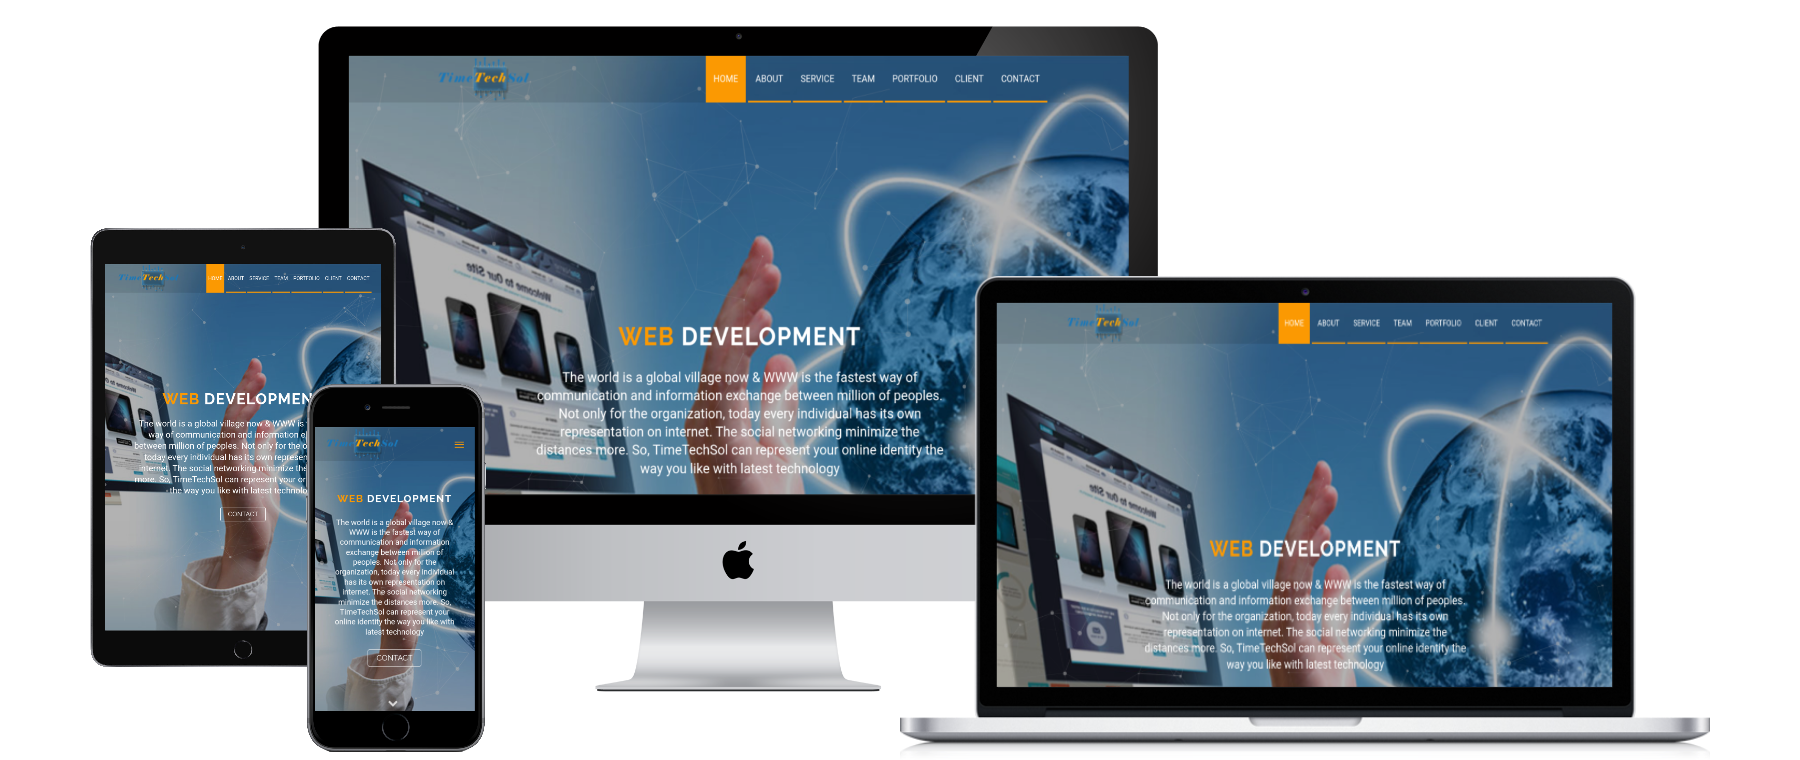 TimeTechSol
HOME ABOUT SERVICE TEAM PORTFOLIO CLIENT CONTACT
WEB DEVELOPMENT
The world is a global village now & WWW is the fastest way of
communication and information exchange between million of peoples.
Not only for the organization, today every individual has its own
representation on internet. The social networking minimize the
distances more. So, TimeTechSol can represent your online identity the
way you like with latest technology
Welcome to Our Site
TimeTech
HOME ABOUT SERVICE TEAM PORTFOLIO CLIENT CONTACT
WEB DEVELOPMEN
The world is a global village now & WWW is
way of communication and information e
between million of peoples. Not only for the o
today every individual has its own represen
internet. The social networking minimize the
more. So, TimeTechSol can represent your on
the way you like with latest technolo
CONTACT
TimeTechSol
WEB DEVELOPMENT
The world is a global village now &
WWW is the fastest way of
communication and information
exchange between million of
peoples. Not only for the
organization, today every individual
has its own representation on
internet. The social networking
minimize the distances more. So,
TimeTechSol can represent your
online identity the way you like with
latest technology
CONTACT
TimeTechSol
HOME ABOUT SERVICE TEAM PORTFOLIO CLIENT CONTACT
Welcome to Our Site
WEB DEVELOPMENT
The world is a global village now & WWW is the fastest way of
communication and information exchange between million of peoples.
Not only for the organization, today every individual has its own
representation on internet. The social networking minimize the
distances more. So, TimeTechSol can represent your online identity the
way you like with latest technology